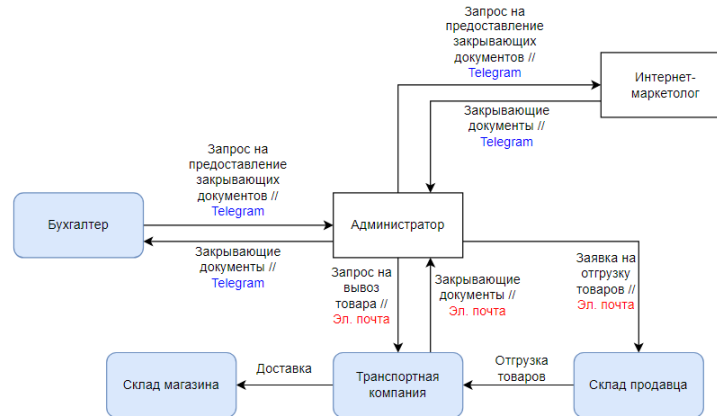 Запрос на
предоставление
закрывающих
документов //
Telegram
Интернет-
маркетолог
Закрывающие
документы //
Telegram
Запрос на
предоставление
закрывающих
документов //
Telegram
Бухгалтер
Администратор
Закрывающие
документы //
Telegram
Запрос на
вывоз
товара //
Эл. почта
Закрывающие
документы //
Эл. почта
Заявка на
отгрузку
товаров //
Эл. почта
Склад магазина
Доставка
Транспортная
компания
Отгрузка
товаров
Склад продавца